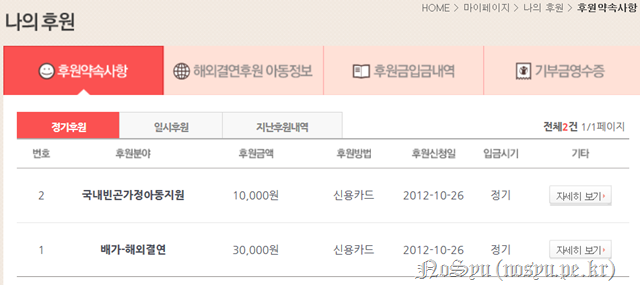 HOME > 마이페이지 > 나의 후원 > 후원약속사항
나의 후원
후원약속사항 해외결연후원 아동정보 후원금입금내역 기부금영수증
정기후원 일시후원 지난후원내역 전체2건 1/1페이지
번호 후원분야 후원금액 후원방법 후원신청일 입금시기 기타
2 국내빈곤가정아동지원 10,000원 신용카드 2012-10-26 정기 자세히 보기
1 배가-해외결연 30,000원 신용카드 2012-10-26 정기 자세히 보기
NoSyu (nosyu.pe.kr)